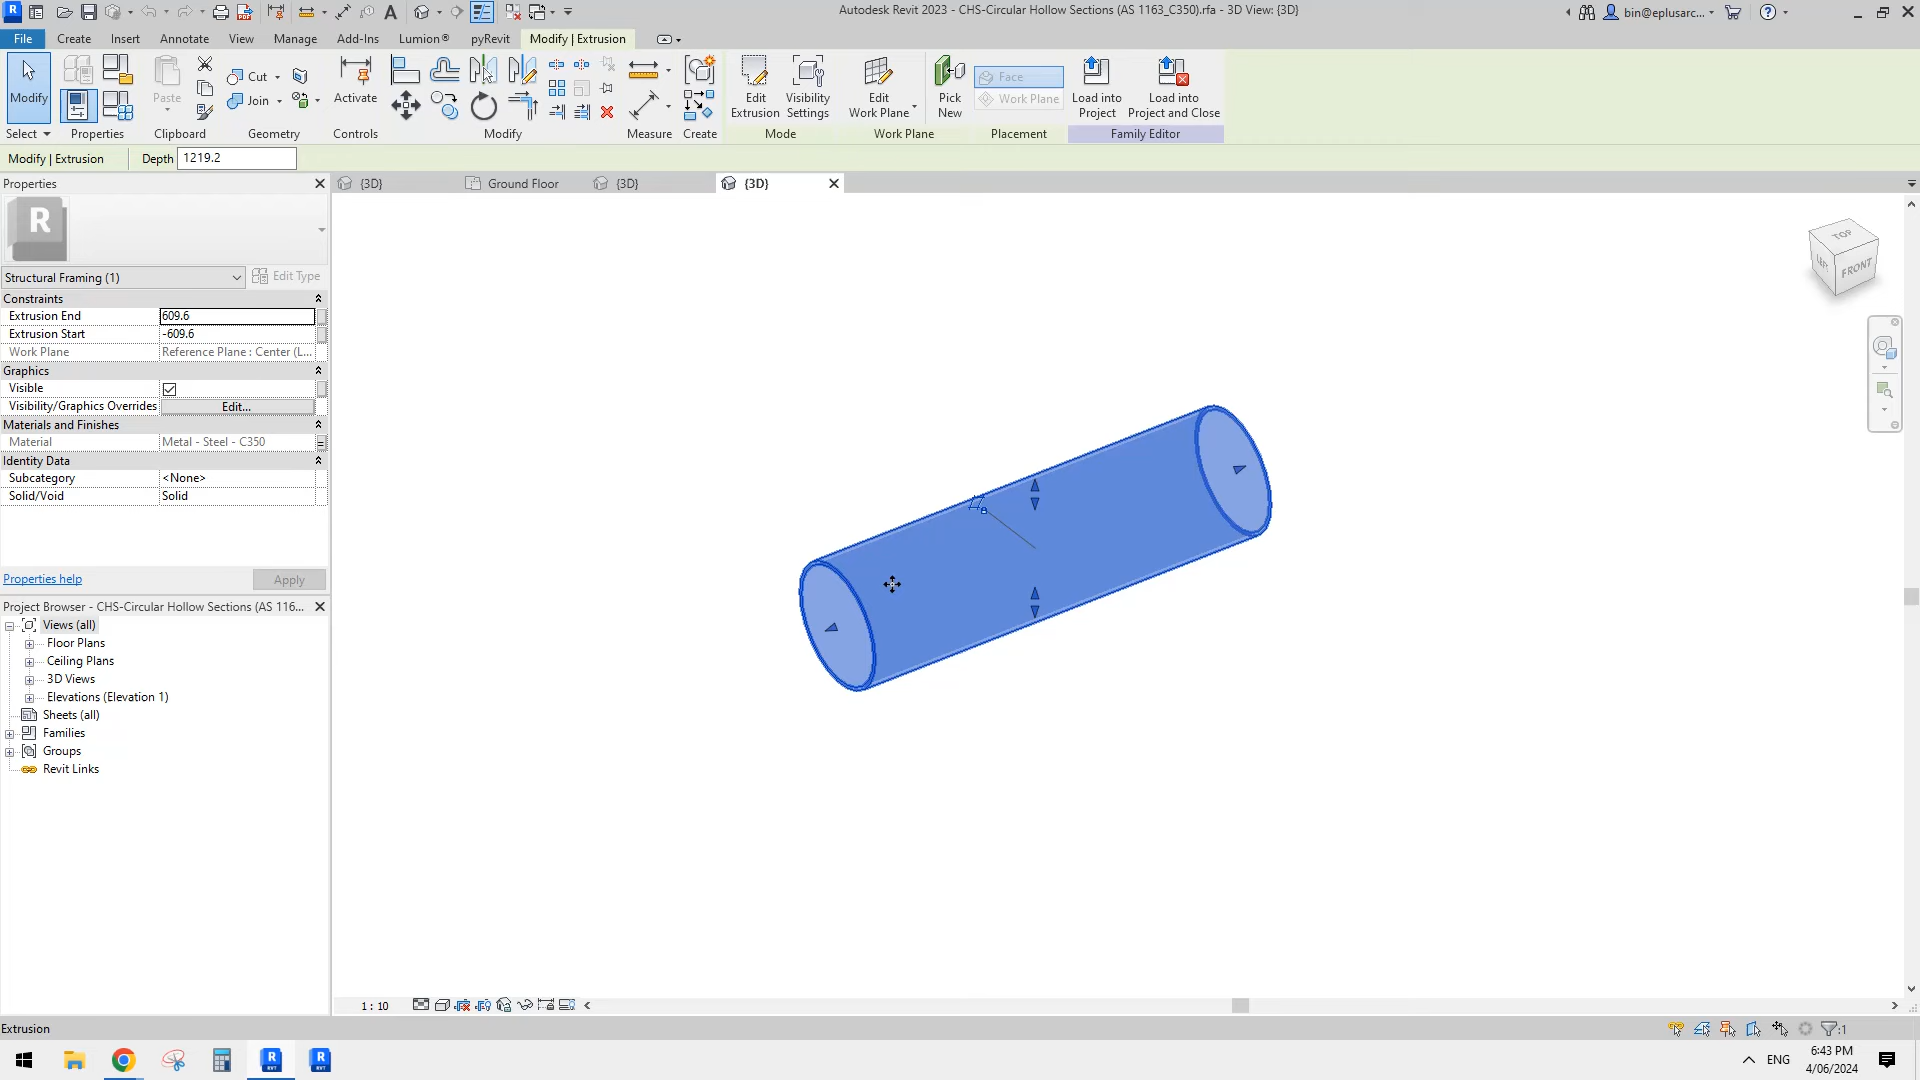 Autodesk Revit 2023 - CHS-Circular Hollow Sections (AS 1163_C350).rfa - 3D View: {3D}
bin@eplusarc...
File Create Insert Annotate View Manage Add-Ins Lumion® pyRevit Modify | Extrusion
Modify
Paste
Cut
Join
Activate
Edit Extrusion
Visibility Settings
Edit Work Plane
Pick New
Face
Work Plane
Load into Project
Load into Project and Close
Select Properties Clipboard Geometry Controls Modify Measure Create Mode Work Plane Placement Family Editor
Modify | Extrusion Depth 1219.2
Properties
{3D} Ground Floor {3D} {3D}
R
Structural Framing (1) Edit Type
Constraints
Extrusion End 609.6
Extrusion Start -609.6
Work Plane Reference Plane : Center (L...
Graphics
Visible
Visibility/Graphics Overrides Edit...
Materials and Finishes
Material Metal - Steel - C350
Identity Data
Subcategory <None>
Solid/Void Solid
Properties help Apply
Project Browser - CHS-Circular Hollow Sections (AS 116...
Views (all)
Floor Plans
Ceiling Plans
3D Views
Elevations (Elevation 1)
Sheets (all)
Families
Groups
Revit Links
TOP
LEFT
FRONT
1 : 10
Extrusion
:1
ENG
6:43 PM
4/06/2024